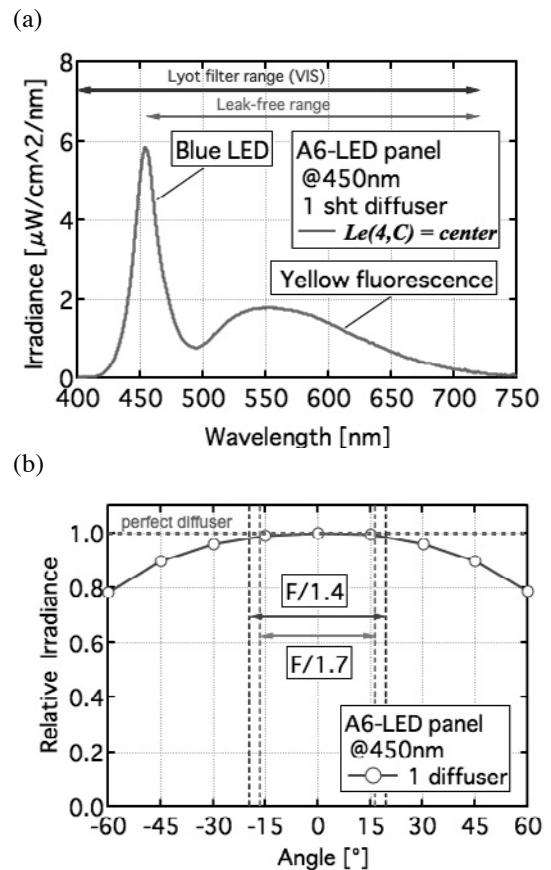 (a)
8
6
4
2
0
Irradiance [µW/cm^2/nm]
Lyot filter range (VIS)
Leak-free range
Blue LED
A6-LED panel
@450nm
1 sht diffuser
Le(4,C) = center
Yellow fluorescence
400 450 500 550 600 650 700 750
Wavelength [nm]
(b)
1.0
0.8
0.6
0.4
0.2
0.0
Relative Irradiance
perfect diffuser
F/1.4
F/1.7
A6-LED panel
@450nm
1 diffuser
-60 -45 -30 -15 0 15 30 45 60
Angle [°]